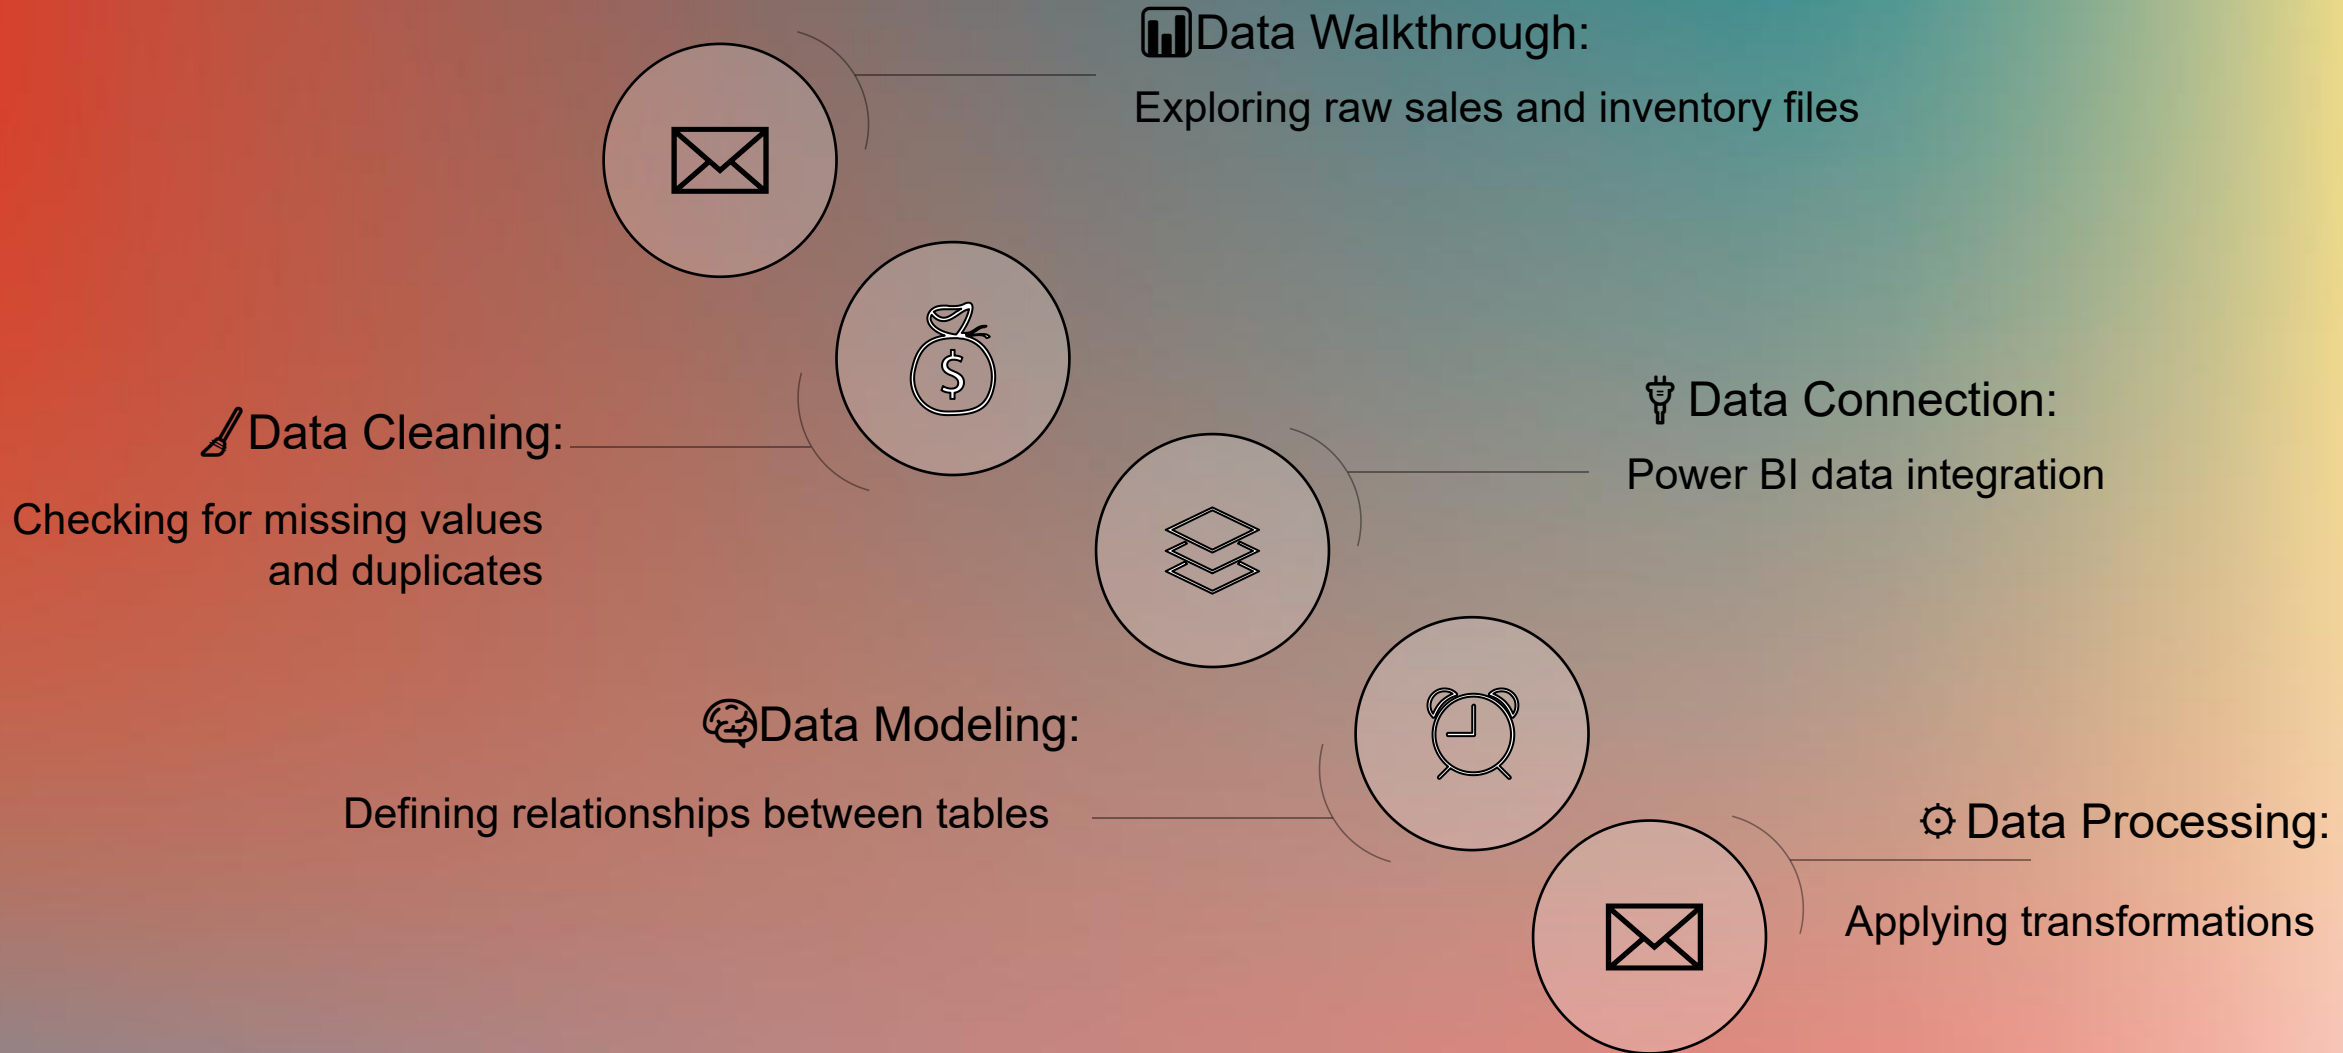 Data Walkthrough:
Exploring raw sales and inventory files
Data Cleaning:
Checking for missing values
and duplicates
$
Data Connection:
Power BI data integration
Data Modeling:
Defining relationships between tables
Data Processing:
Applying transformations